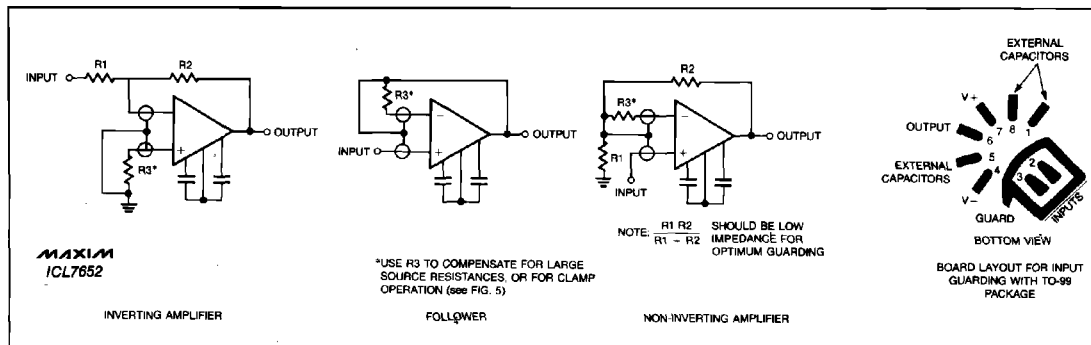 INPUT
R1
R2
R3*
OUTPUT
MAXIM
ICL7652
INVERTING AMPLIFIER
R3*
INPUT
OUTPUT
*USE R3 TO COMPENSATE FOR LARGE
SOURCE RESISTANCES, OR FOR CLAMP
OPERATION (see FIG. 5)
FOLLOWER
R2
R3*
R1
INPUT
OUTPUT
NOTE: R1 R2 / R1 − R2 SHOULD BE LOW
IMPEDANCE FOR
OPTIMUM GUARDING
NON-INVERTING AMPLIFIER
EXTERNAL
CAPACITORS
V+
7
8
1
OUTPUT
6
EXTERNAL
CAPACITORS
5
4
3
2
V−
GUARD
INPUTS
BOTTOM VIEW
BOARD LAYOUT FOR INPUT
GUARDING WITH TO-99
PACKAGE